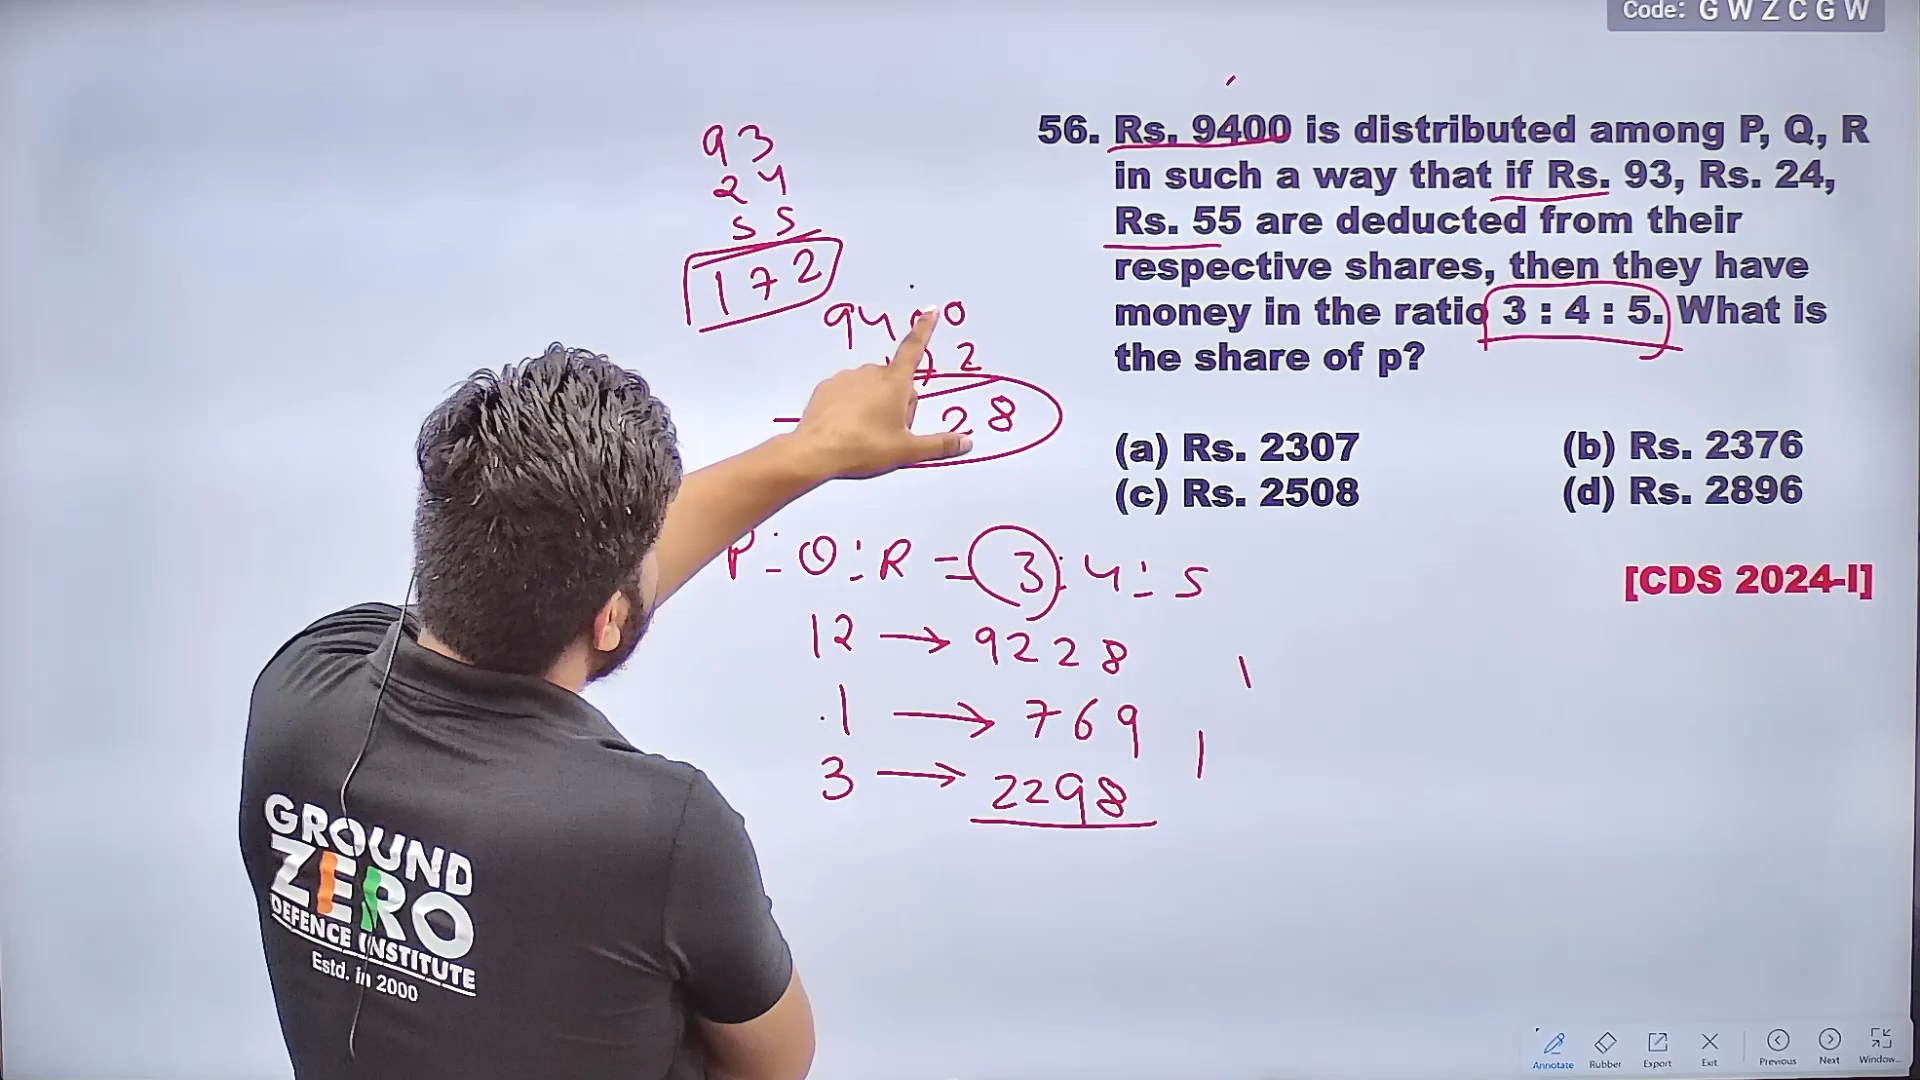 Code: G W Z C G W
56. Rs. 9400 is distributed among P, Q, R
in such a way that if Rs. 93, Rs. 24,
Rs. 55 are deducted from their
respective shares, then they have
money in the ratio 3 : 4 : 5. What is
the share of p?
(a) Rs. 2307 (b) Rs. 2376
(c) Rs. 2508 (d) Rs. 2896
[CDS 2024-I]
93
24
55
172
94 0
72
28
P : Q : R = 3 : 4 : 5
12 → 9228
1 → 769
3 → 2298
GROUND
ZERO
DEFENCE INSTITUTE
Estd. in 2000
Annotate Rubber Export Exit Previous Next Window...